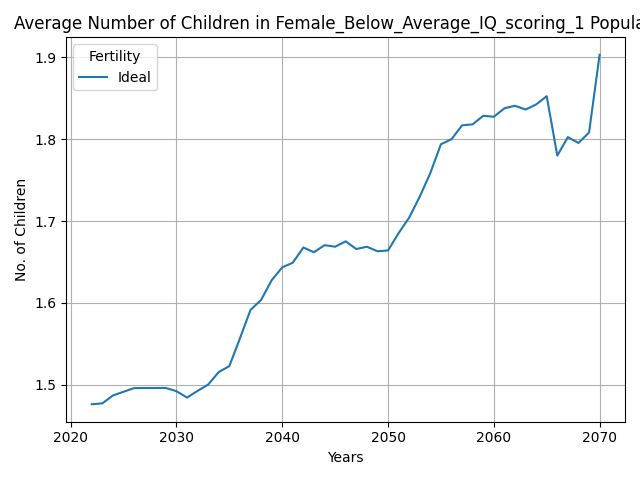 Average Number of Children in Female_Below_Average_IQ_scoring_1
Fertility
Ideal
1.9
1.8
1.7
1.6
1.5
No. of Children
2020 2030 2040 2050 2060 2070
Years